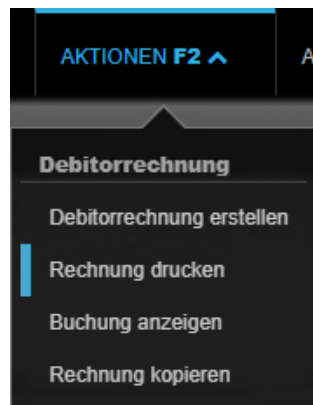 AKTIONEN F2 A
Debitorrechnung
Debitorrechnung erstellen
Rechnung drucken
Buchung anzeigen
Rechnung kopieren